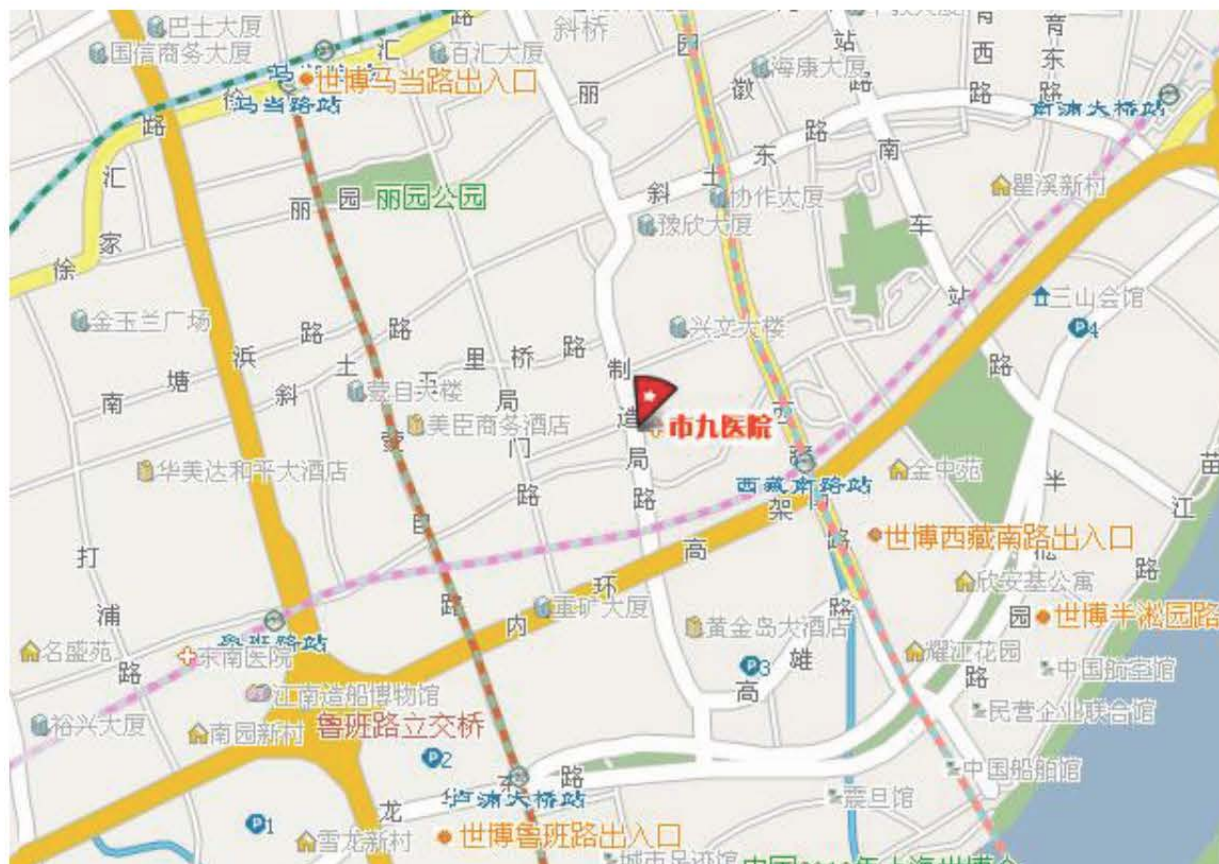 巴士大厦
国信商务大厦
百汇大厦
斜桥
海康大厦
世博马当路出入口
马当路站
南浦大桥站
丽园
丽园公园
斜土东路
协作大厦
豫欣大厦
瞿溪新村
徐家汇路
南车站路
三山会馆
P4
金玉兰广场
兴文大楼
斜土路
蒙自大楼
里桥路
制造局路
美臣商务酒店
局门路
市九医院
华美达和平大酒店
南塘浜路
西藏南路站
金中苑
世博西藏南路出入口
打浦路
蒙自路
内环高架
欣安基公寓
重矿大厦
世博半淞园路
鲁班路站
黄金岛大酒店
名盛苑
东南医院
P3
高雄路
耀江花园
中国航空馆
江南造船博物馆
民营企业联合馆
裕兴大厦
南园新村
鲁班路立交桥
P2
中国船舶馆
卢浦大桥站
龙华东路
震旦馆
P1
雪龙新村
世博鲁班路出入口
城市足迹馆